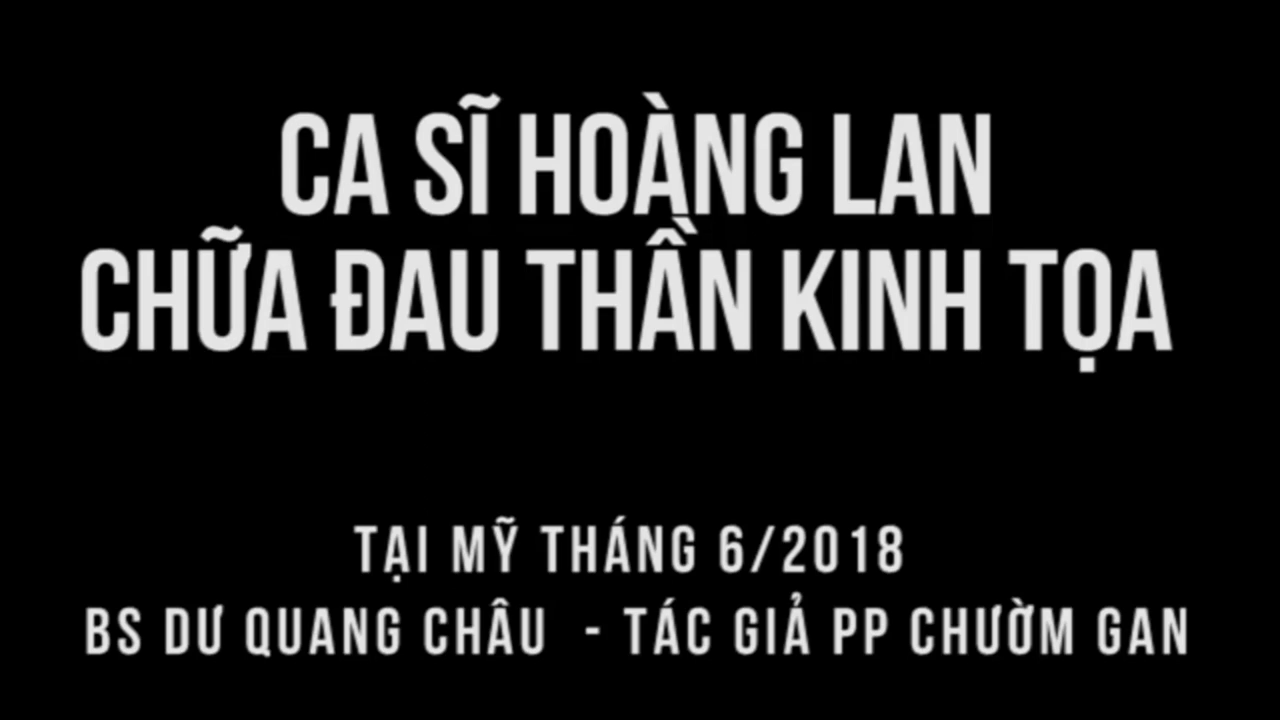 CA SĨ HOÀNG LAN
CHỮA ĐAU THẦN KINH TỌA
TẠI MỸ THÁNG 6/2018
BS DƯ QUANG CHÂU - TÁC GIẢ PP CHƯỜM GAN